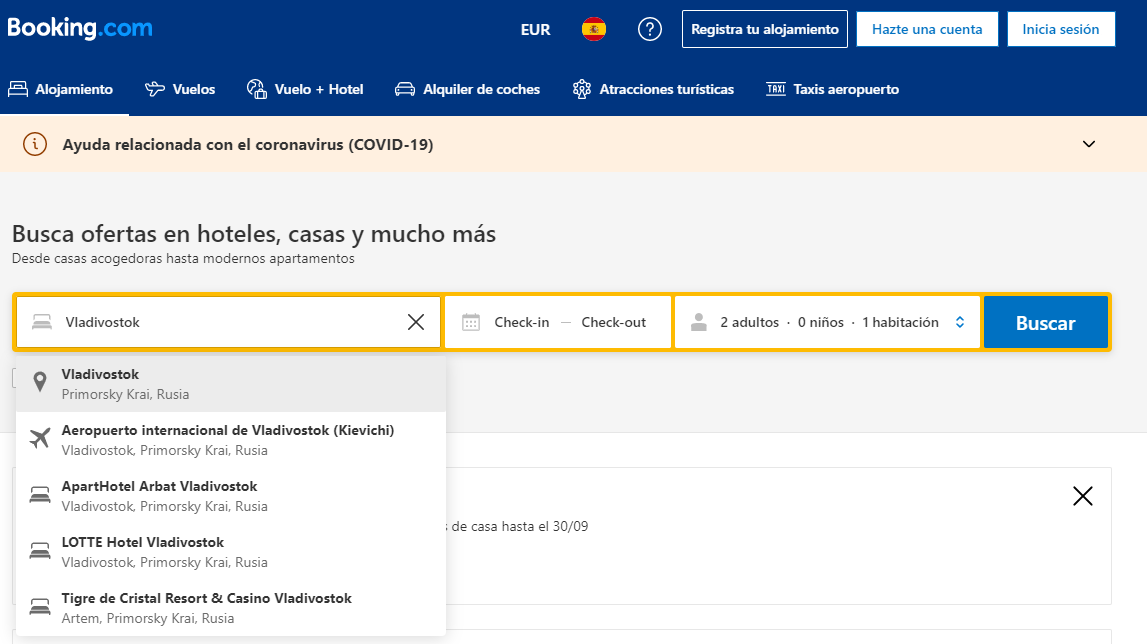 Booking.com
EUR
?
Registra tu alojamiento
Hazte una cuenta
Inicia sesión
Alojamiento
Vuelos
Vuelo + Hotel
Alquiler de coches
Atracciones turísticas
TAXI Taxis aeropuerto
Ayuda relacionada con el coronavirus (COVID-19)
Busca ofertas en hoteles, casas y mucho más
Desde casas acogedoras hasta modernos apartamentos
Vladivostok
Check-in — Check-out
2 adultos · 0 niños · 1 habitación
Buscar
Vladivostok
Primorsky Krai, Rusia
Aeropuerto internacional de Vladivostok (Kievichi)
Vladivostok, Primorsky Krai, Rusia
ApartHotel Arbat Vladivostok
Vladivostok, Primorsky Krai, Rusia
de casa hasta el 30/09
LOTTE Hotel Vladivostok
Vladivostok, Primorsky Krai, Rusia
Tigre de Cristal Resort & Casino Vladivostok
Artem, Primorsky Krai, Rusia